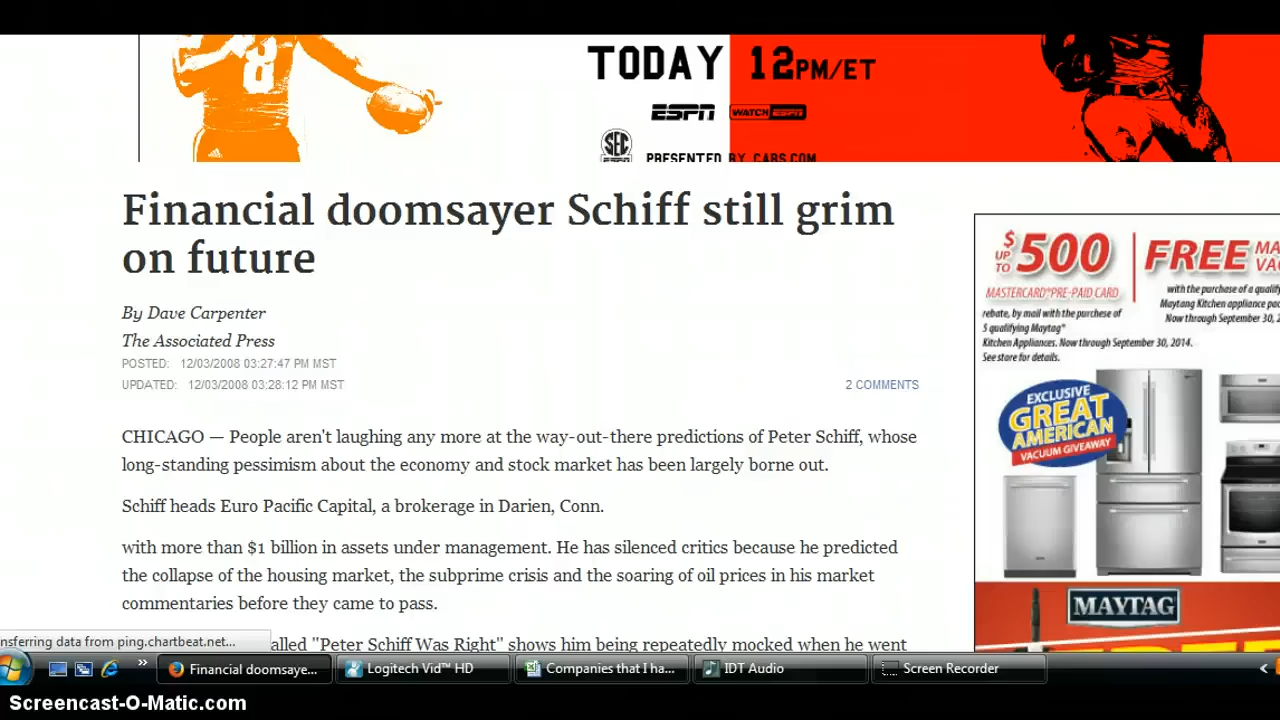 8
TODAY 12PM/ET
ESPN WATCH ESPN
SEC
PRESENTED BY CARS.COM
Financial doomsayer Schiff still grim
on future
By Dave Carpenter
The Associated Press
POSTED: 12/03/2008 03:27:47 PM MST
UPDATED: 12/03/2008 03:28:12 PM MST
2 COMMENTS
CHICAGO — People aren't laughing any more at the way-out-there predictions of Peter Schiff, whose
long-standing pessimism about the economy and stock market has been largely borne out.
Schiff heads Euro Pacific Capital, a brokerage in Darien, Conn.
with more than $1 billion in assets under management. He has silenced critics because he predicted
the collapse of the housing market, the subprime crisis and the soaring of oil prices in his market
commentaries before they came to pass.
alled "Peter Schiff Was Right" shows him being repeatedly mocked when he went
UP TO $500
MASTERCARD® PRE-PAID CARD
rebate, by mail with the purchese of
5 qualifying Maytag®
Kitchen Appliances. Now through September 30, 2014.
See store for details.
FREE MA
VAC
with the purchase of a qualify
Maytang Kitchen appliance pac
Now through September 30, 2
EXCLUSIVE
GREAT
AMERICAN
VACUUM GIVEAWAY
MAYTAG
nsferring data from ping.chartbeat.net...
Financial doomsaye...
Logitech Vid™ HD
Companies that I ha...
IDT Audio
Screen Recorder
Screencast-O-Matic.com